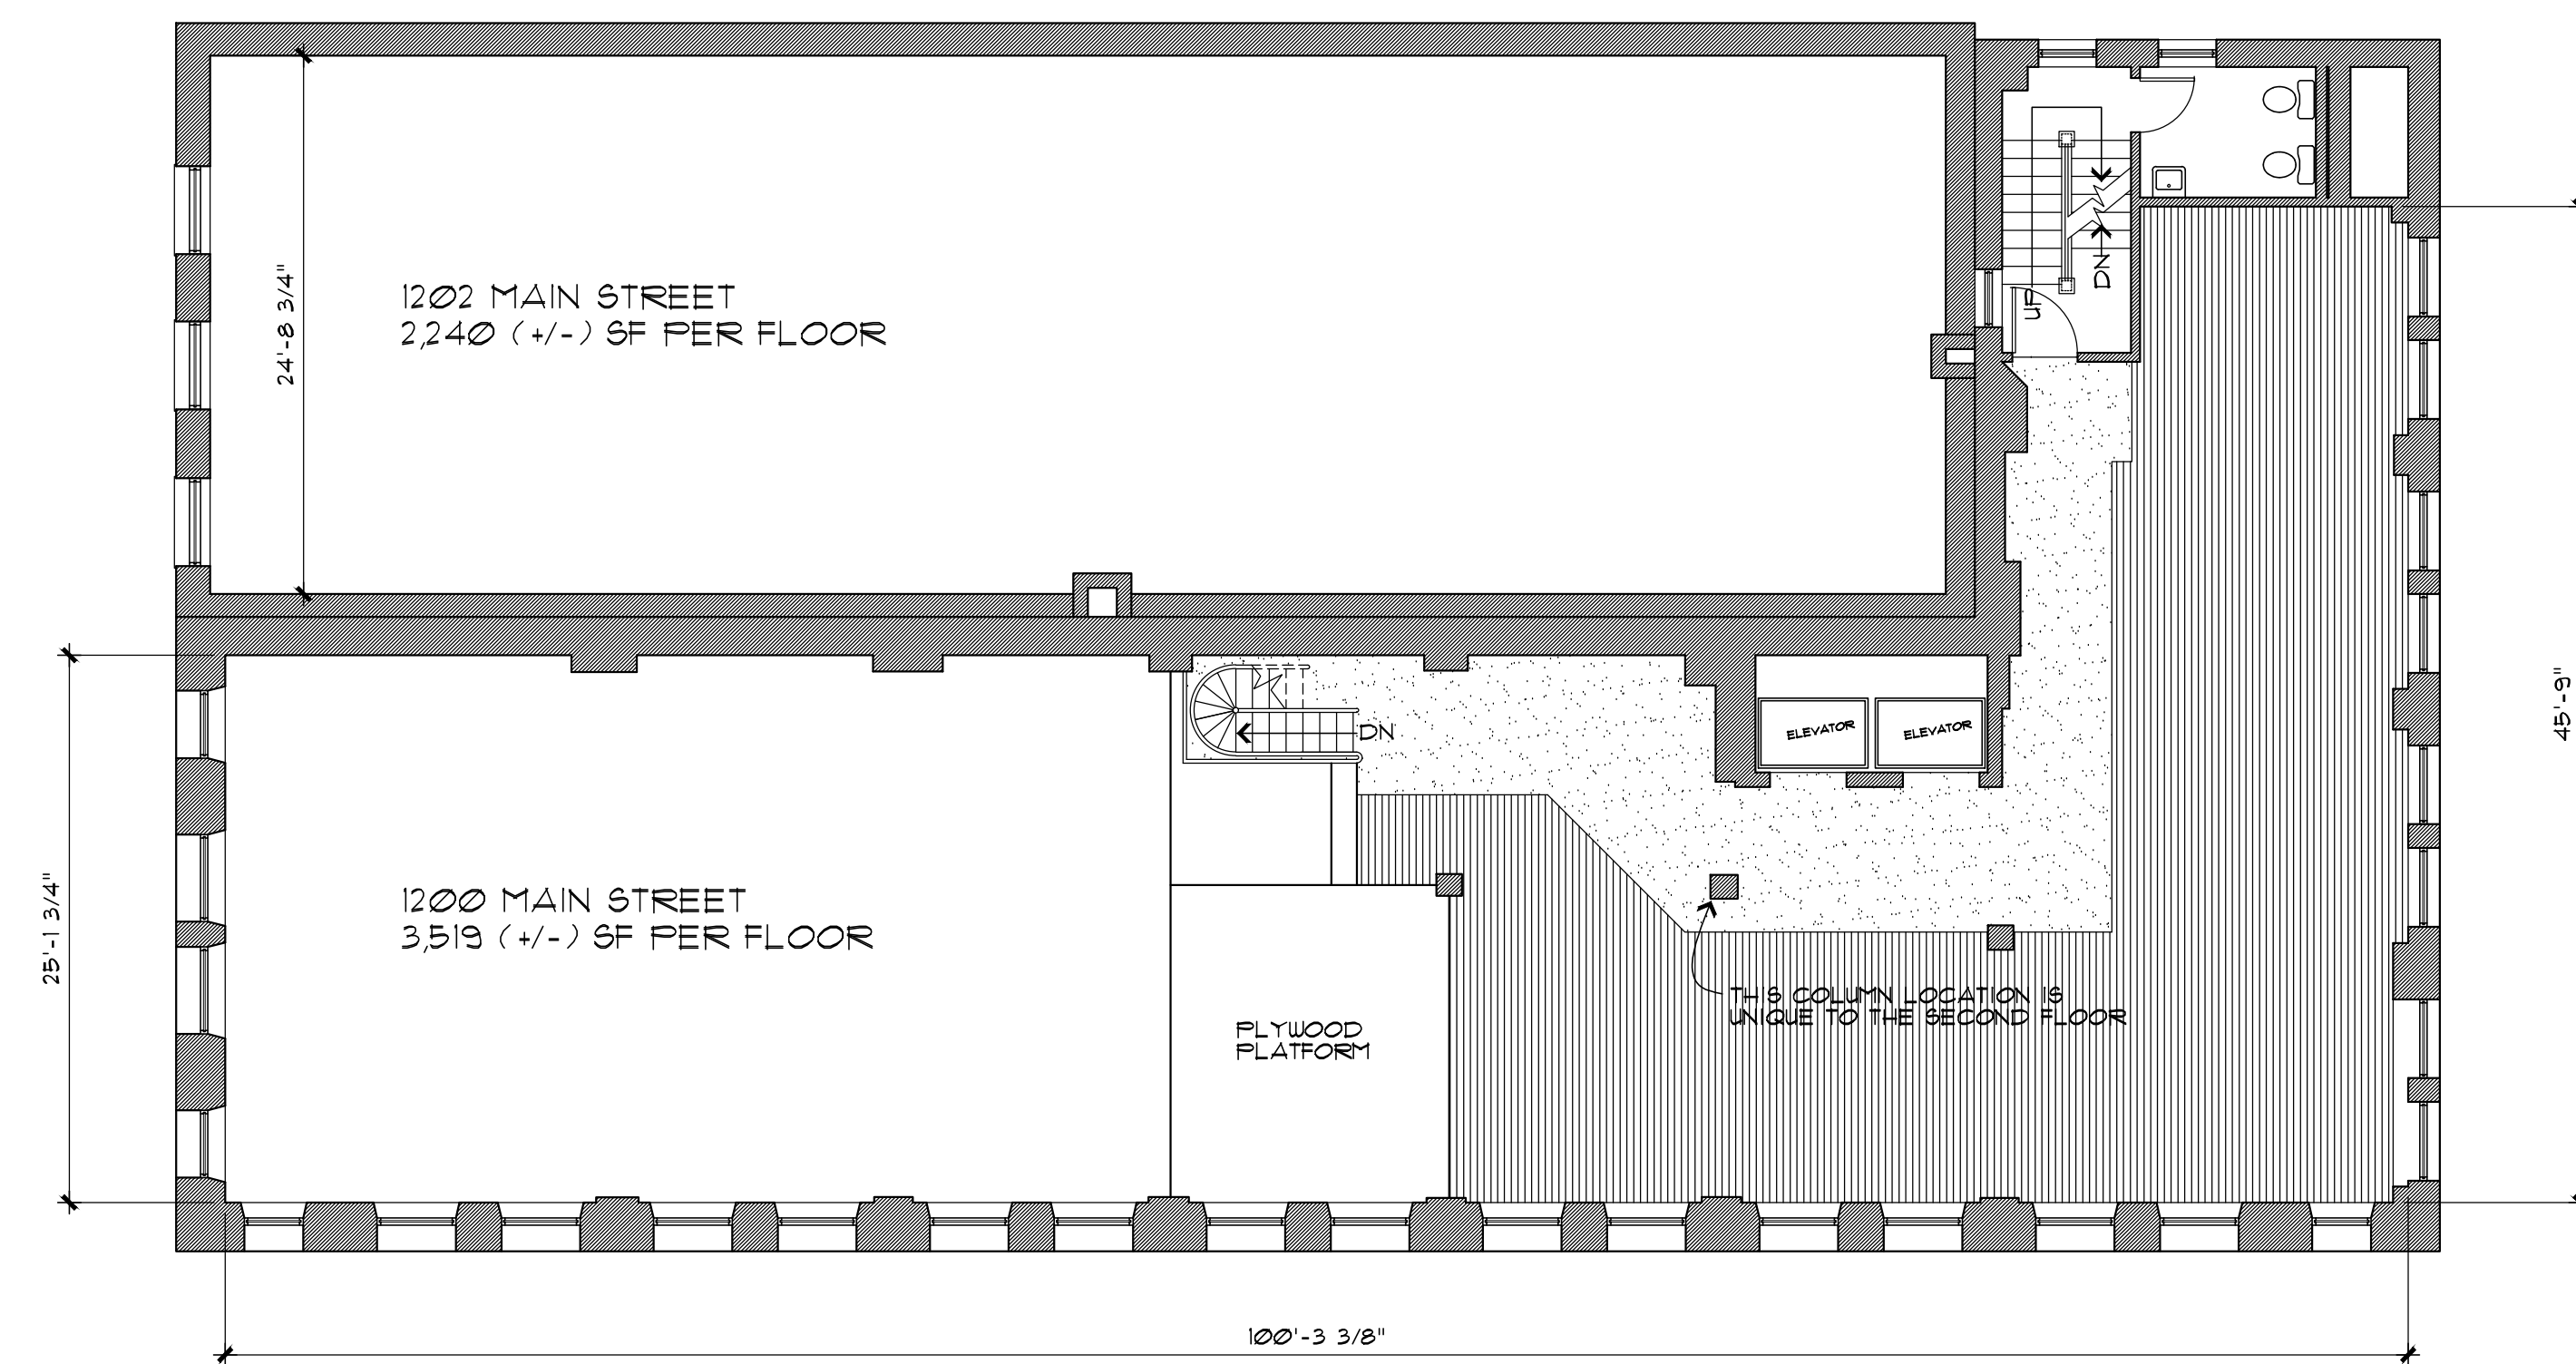 24'-8 3/4"
1202 MAIN STREET
2,240 (+/-) SF PER FLOOR
DN
UP
45'-9"
ELEVATOR
ELEVATOR
DN
25'-1 3/4"
1200 MAIN STREET
3,519 (+/-) SF PER FLOOR
THIS COLUMN LOCATION IS
UNIQUE TO THE SECOND FLOOR
PLYWOOD
PLATFORM
100'-3 3/8"